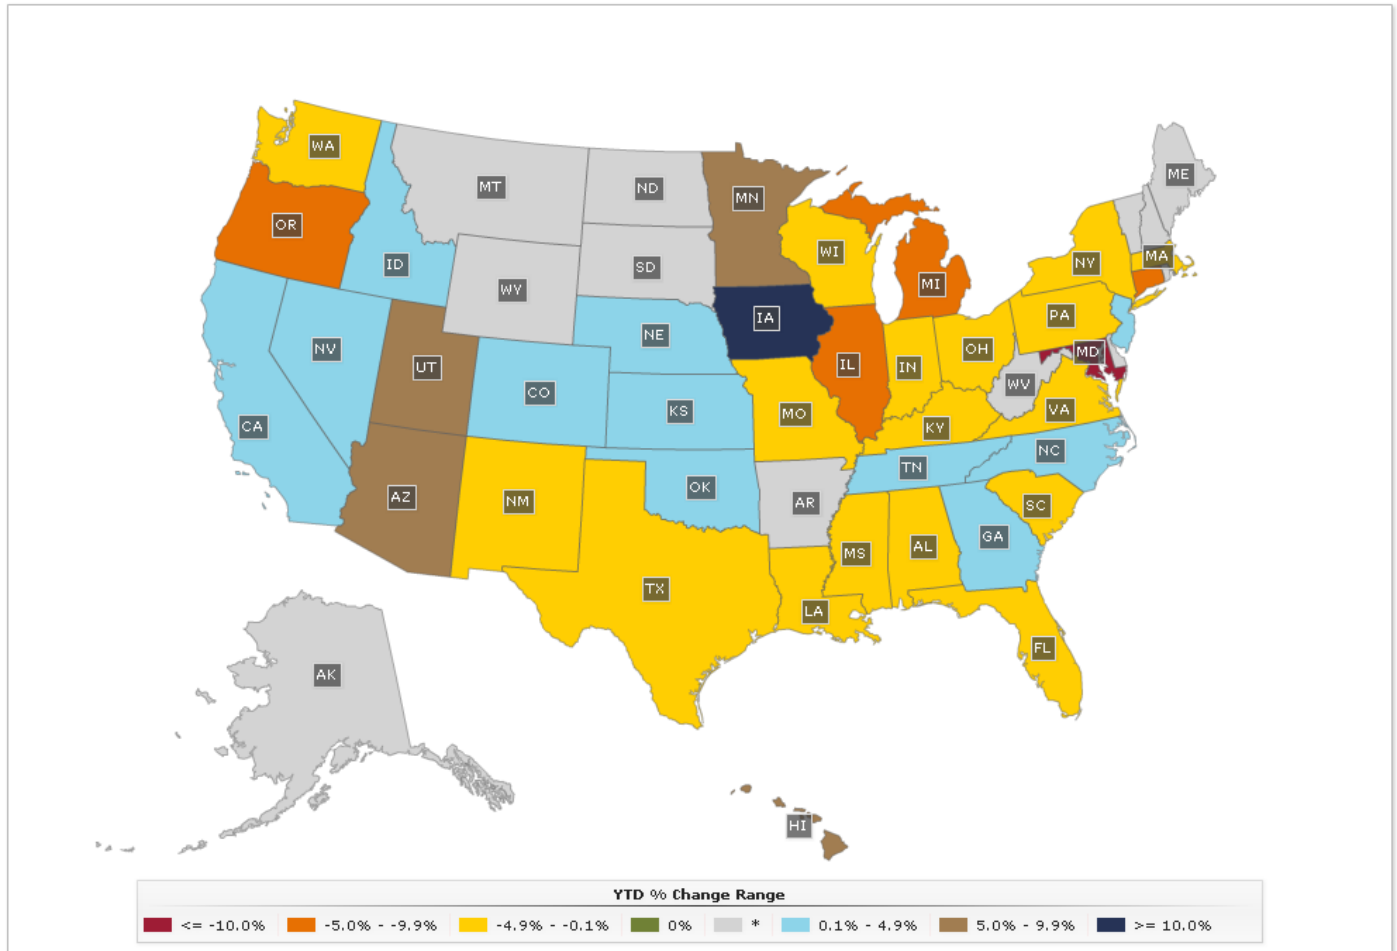 WA
MT
ND
MN
ME
OR
ID
SD
WI
MA
NY
WY
MI
IA
PA
NE
NV
OH
MD
UT
IL
IN
WV
CO
KS
MO
VA
CA
KY
NC
TN
OK
AZ
NM
AR
SC
GA
MS
AL
TX
LA
FL
AK
HI
YTD % Change Range
<= -10.0% -5.0% - -9.9% -4.9% - -0.1% 0% * 0.1% - 4.9% 5.0% - 9.9% >= 10.0%